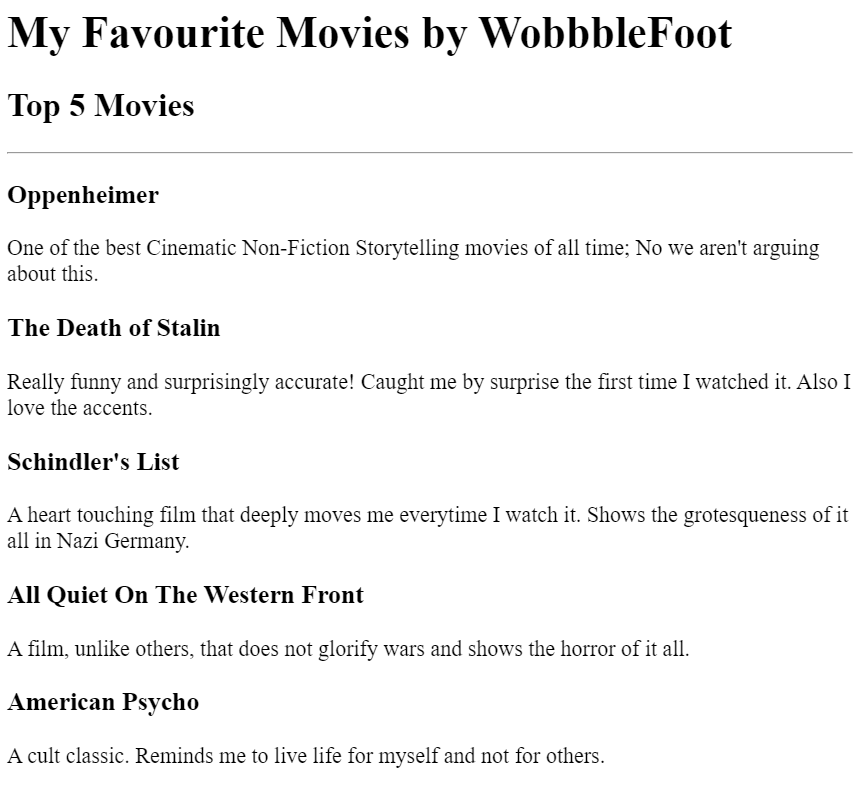 My Favourite Movies by WobbbleFoot
Top 5 Movies
Oppenheimer
One of the best Cinematic Non-Fiction Storytelling movies of all time; No we aren't arguing
about this.
The Death of Stalin
Really funny and surprisingly accurate! Caught me by surprise the first time I watched it. Also I
love the accents.
Schindler's List
A heart touching film that deeply moves me everytime I watch it. Shows the grotesqueness of it
all in Nazi Germany.
All Quiet On The Western Front
A film, unlike others, that does not glorify wars and shows the horror of it all.
American Psycho
A cult classic. Reminds me to live life for myself and not for others.